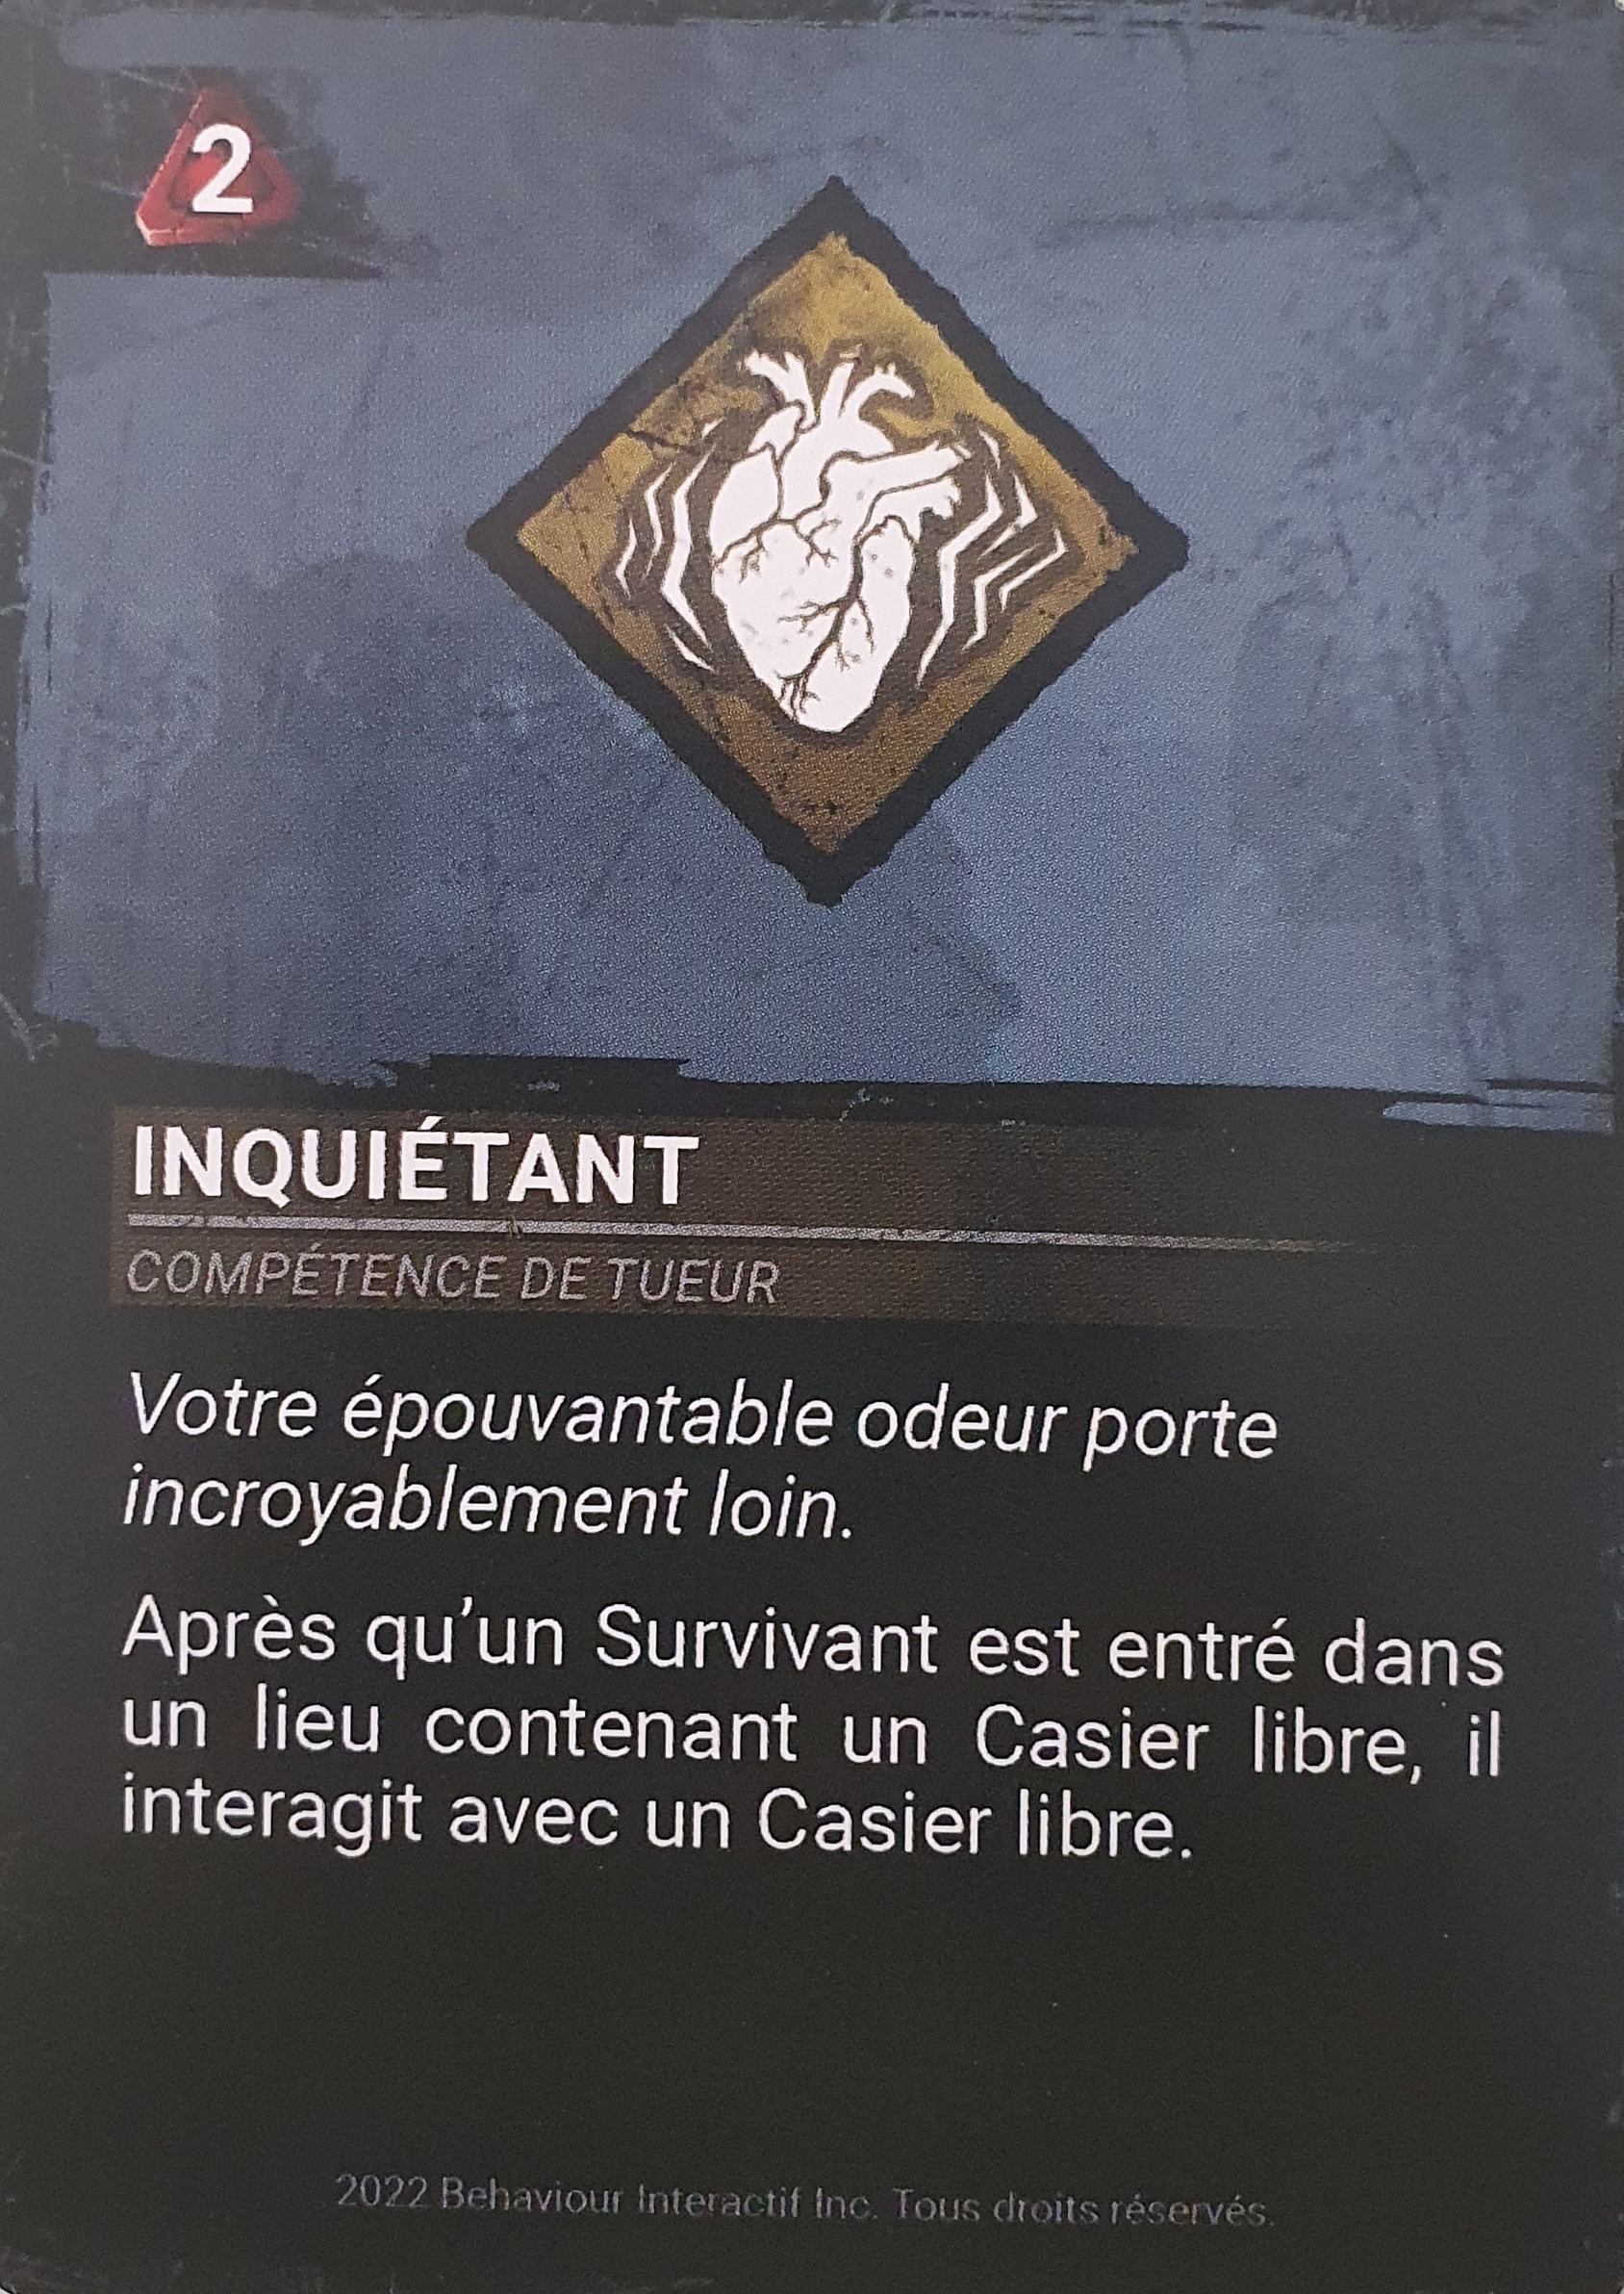 2
INQUIÉTANT
COMPÉTENCE DE TUEUR
Votre épouvantable odeur porte
incroyablement loin.
Après qu’un Survivant est entré dans
un lieu contenant un Casier libre, il
interagit avec un Casier libre.
2022 Behaviour Interactif Inc. Tous droits réservés.